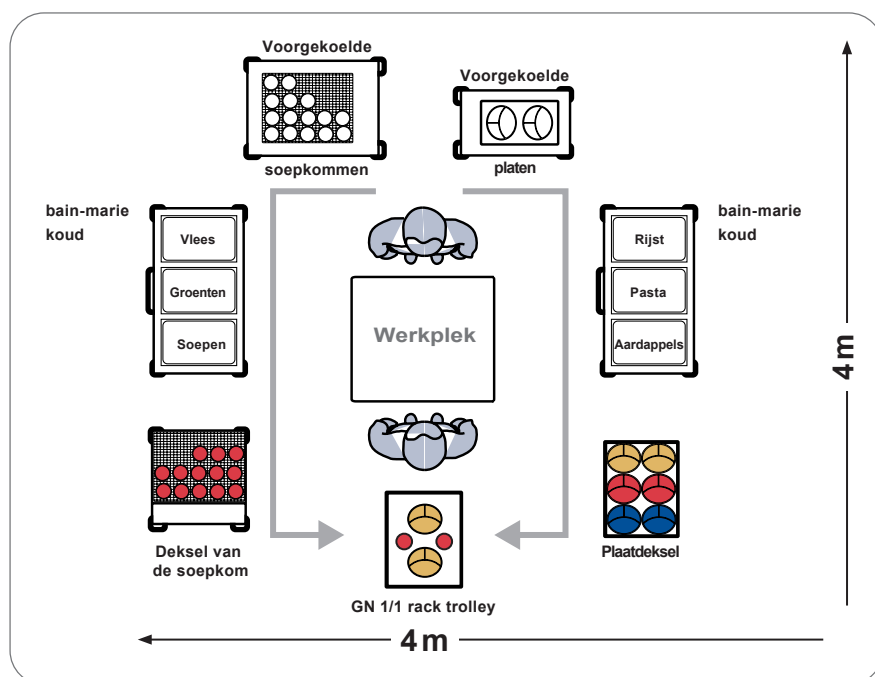 Voorgekoelde
soepkommen
Voorgekoelde
platen
bain-marie
koud
Vlees
Groenten
Soepen
Werkplek
bain-marie
koud
Rijst
Pasta
Aardappels
4 m
Deksel van
de soepkom
GN 1/1 rack trolley
Plaatdeksel
4 m